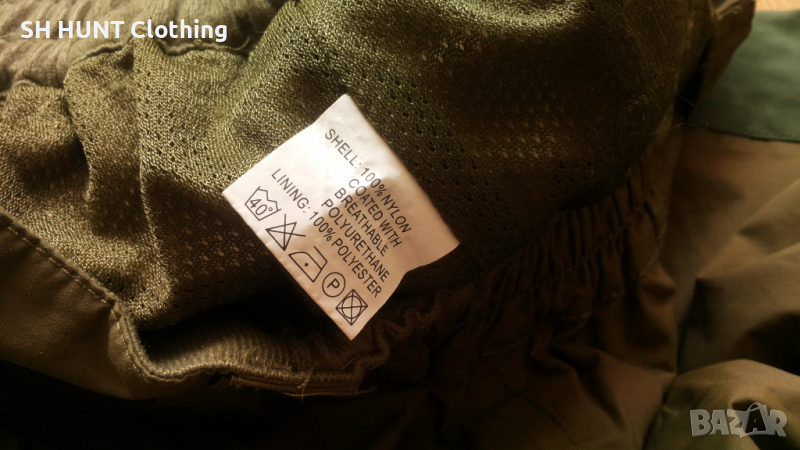 SH HUNT Clothing
SHELL: 100% NYLON
COATED WITH
BREATHABLE
POLYURETHANE
LINING: 100% POLYESTER
40°
P
BAZAR